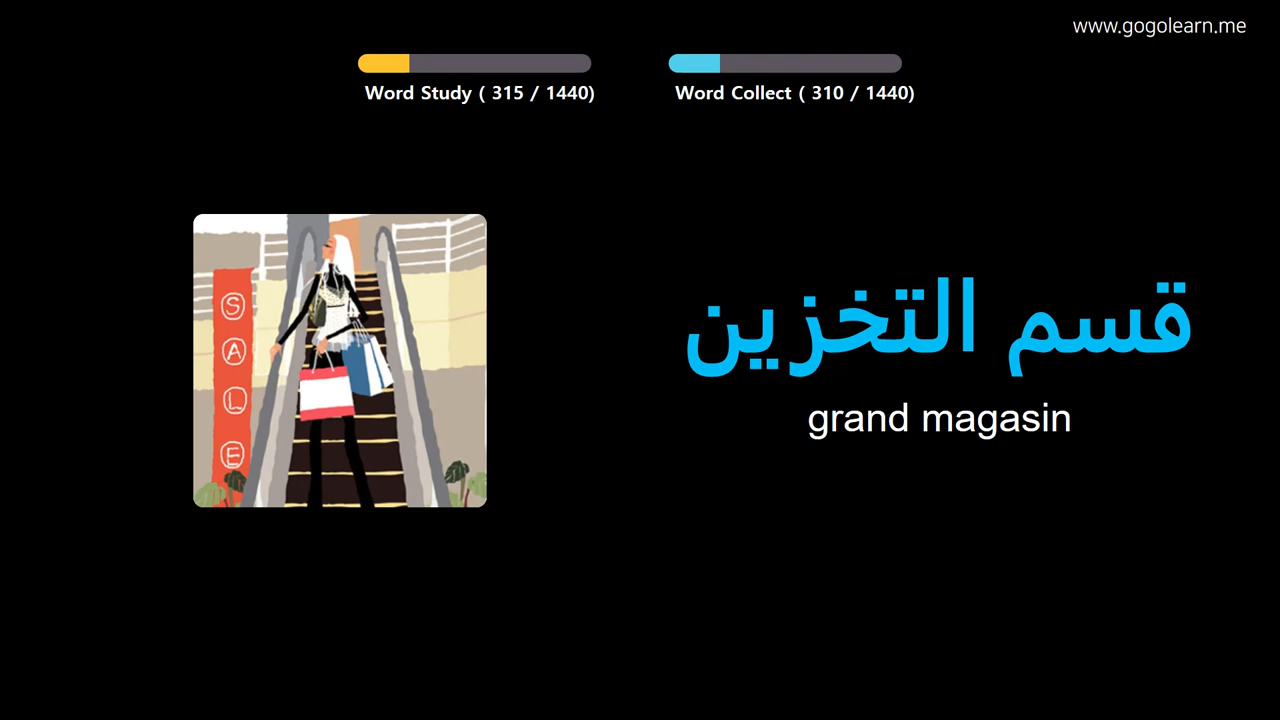 www.gogolearn.me
Word Study ( 315 / 1440)
Word Collect ( 310 / 1440)
SALE
قسم التخزين
grand magasin